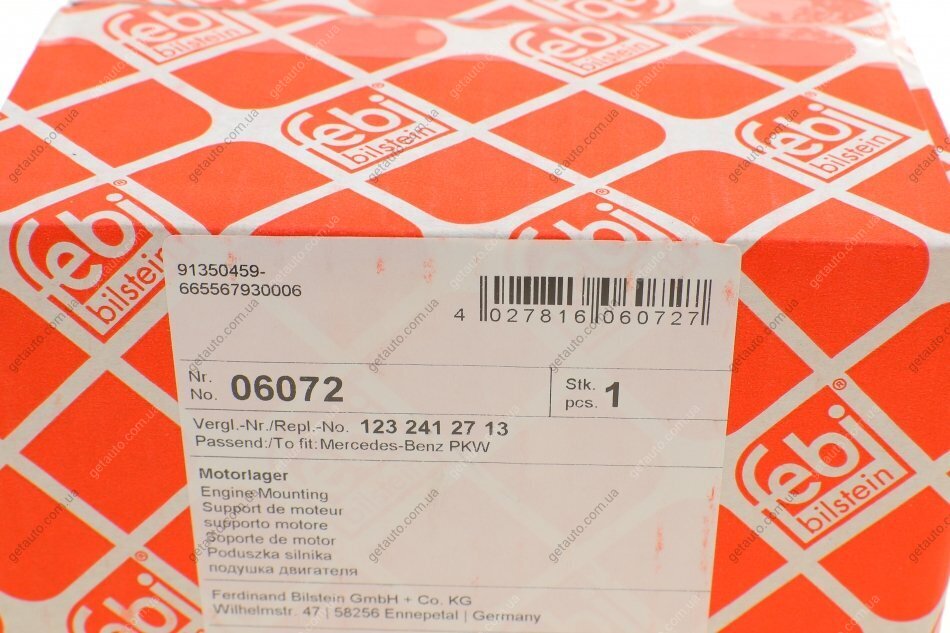 febi
bilstein
91350459-
665567930006
4 027816 060727
Nr.
No. 06072
Stk.
pcs. 1
Vergl.-Nr./Repl.-No. 123 241 27 13
Passend:/To fit:Mercedes-Benz PKW
Motorlager
Engine Mounting
Support de moteur
supporto motore
Soporte de motor
Poduszka silnika
подушка двигателя
Ferdinand Bilstein GmbH + Co. KG
Wilhelmstr. 47 | 58256 Ennepetal | Germany
getauto.com.ua